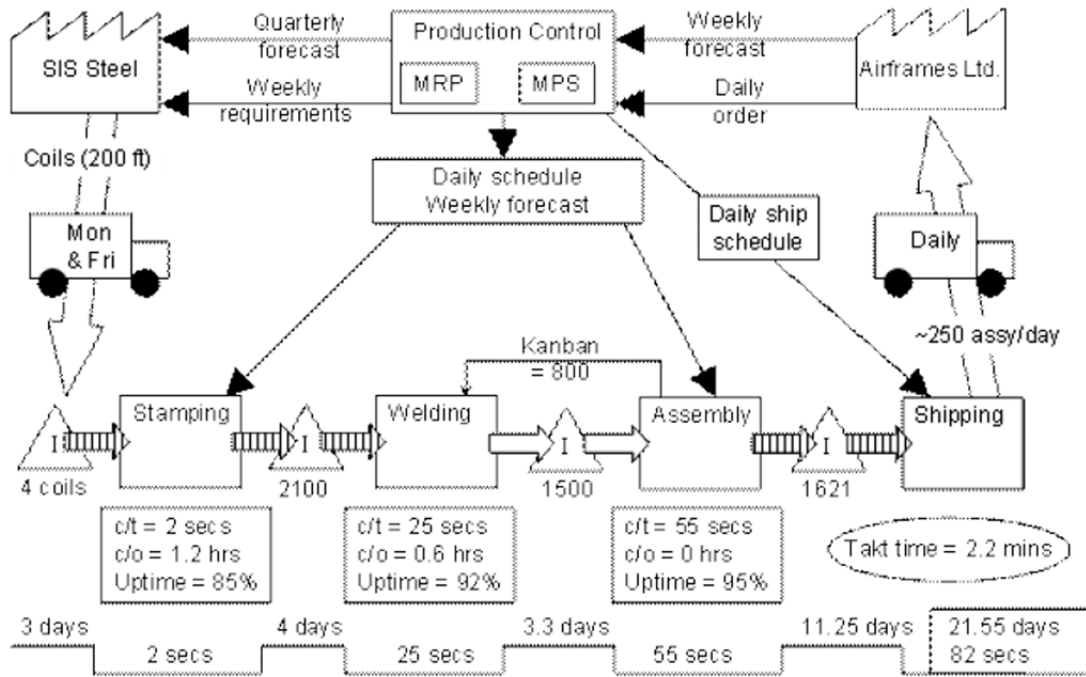 SIS Steel
Quarterly
forecast
Weekly
requirements
Production Control
MRP
MPS
Weekly
forecast
Daily
order
Airframes Ltd.
Coils (200 ft)
Mon
& Fri
Daily schedule
Weekly forecast
Daily ship
schedule
Daily
~250 assy/day
Kanban
= 800
I
4 coils
Stamping
I
2100
Welding
I
1500
Assembly
I
1621
Shipping
c/t = 2 secs
c/o = 1.2 hrs
Uptime = 85%
c/t = 25 secs
c/o = 0.6 hrs
Uptime = 92%
c/t = 55 secs
c/o = 0 hrs
Uptime = 95%
Takt time = 2.2 mins
3 days
2 secs
4 days
25 secs
3.3 days
55 secs
11.25 days
21.55 days
82 secs